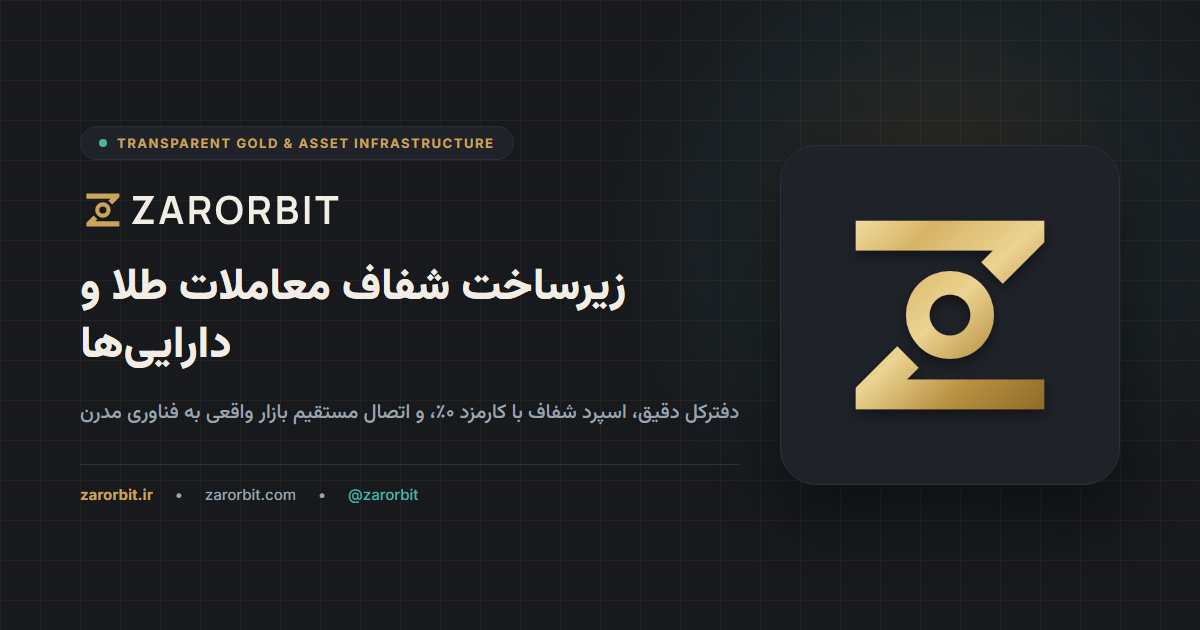 TRANSPARENT GOLD & ASSET INFRASTRUCTURE
ZARORBIT
زیرساخت شفاف معاملات طلا و
دارایی‌ها
دفترکل دقیق، اسپرد شفاف با کارمزد ۰٪، و اتصال مستقیم بازار واقعی به فناوری مدرن
zarorbit.ir • zarorbit.com • @zarorbit